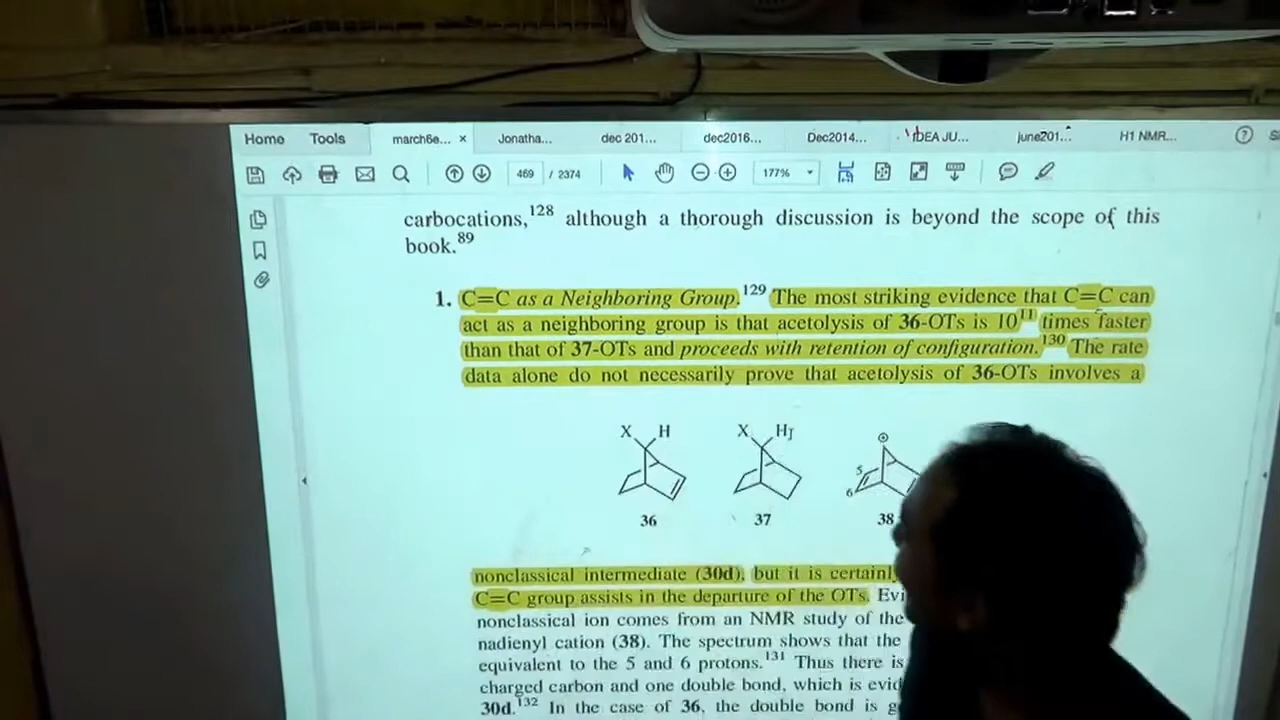 Home Tools march6e... × Jonatha... dec 201... dec2016... Dec2014... IDEA JU... june201... H1 NMR...
469 / 2374 177%
carbocations,128 although a thorough discussion is beyond the scope of this
book.89
1. C=C as a Neighboring Group.129 The most striking evidence that C=C can
act as a neighboring group is that acetolysis of 36-OTs is 10^11 times faster
than that of 37-OTs and proceeds with retention of configuration.130 The rate
data alone do not necessarily prove that acetolysis of 36-OTs involves a
X H X H
5
6
36 37 38
nonclassical intermediate (30d), but it is certainly
C=C group assists in the departure of the OTs.
nonclassical ion comes from an NMR study of the
nadienyl cation (38). The spectrum shows that the
equivalent to the 5 and 6 protons.131 Thus there is
charged carbon and one double bond, which is
30d.132 In the case of 36, the double bond is